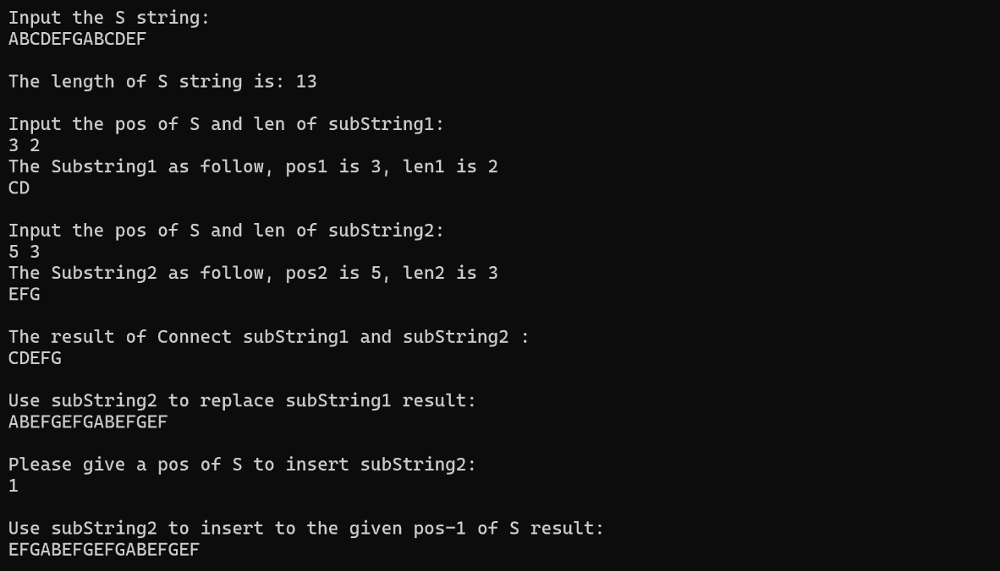 Input the S string:
ABCDEFGABCDEF
The length of S string is: 13
Input the pos of S and len of subString1:
3 2
The Substring1 as follow, pos1 is 3, len1 is 2
CD
Input the pos of S and len of subString2:
5 3
The Substring2 as follow, pos2 is 5, len2 is 3
EFG
The result of Connect subString1 and subString2 :
CDEFG
Use subString2 to replace subString1 result:
ABEFGEFGABEFGEF
Please give a pos of S to insert subString2:
1
Use subString2 to insert to the given pos-1 of S result:
EFGABEFGEFGABEFGEF